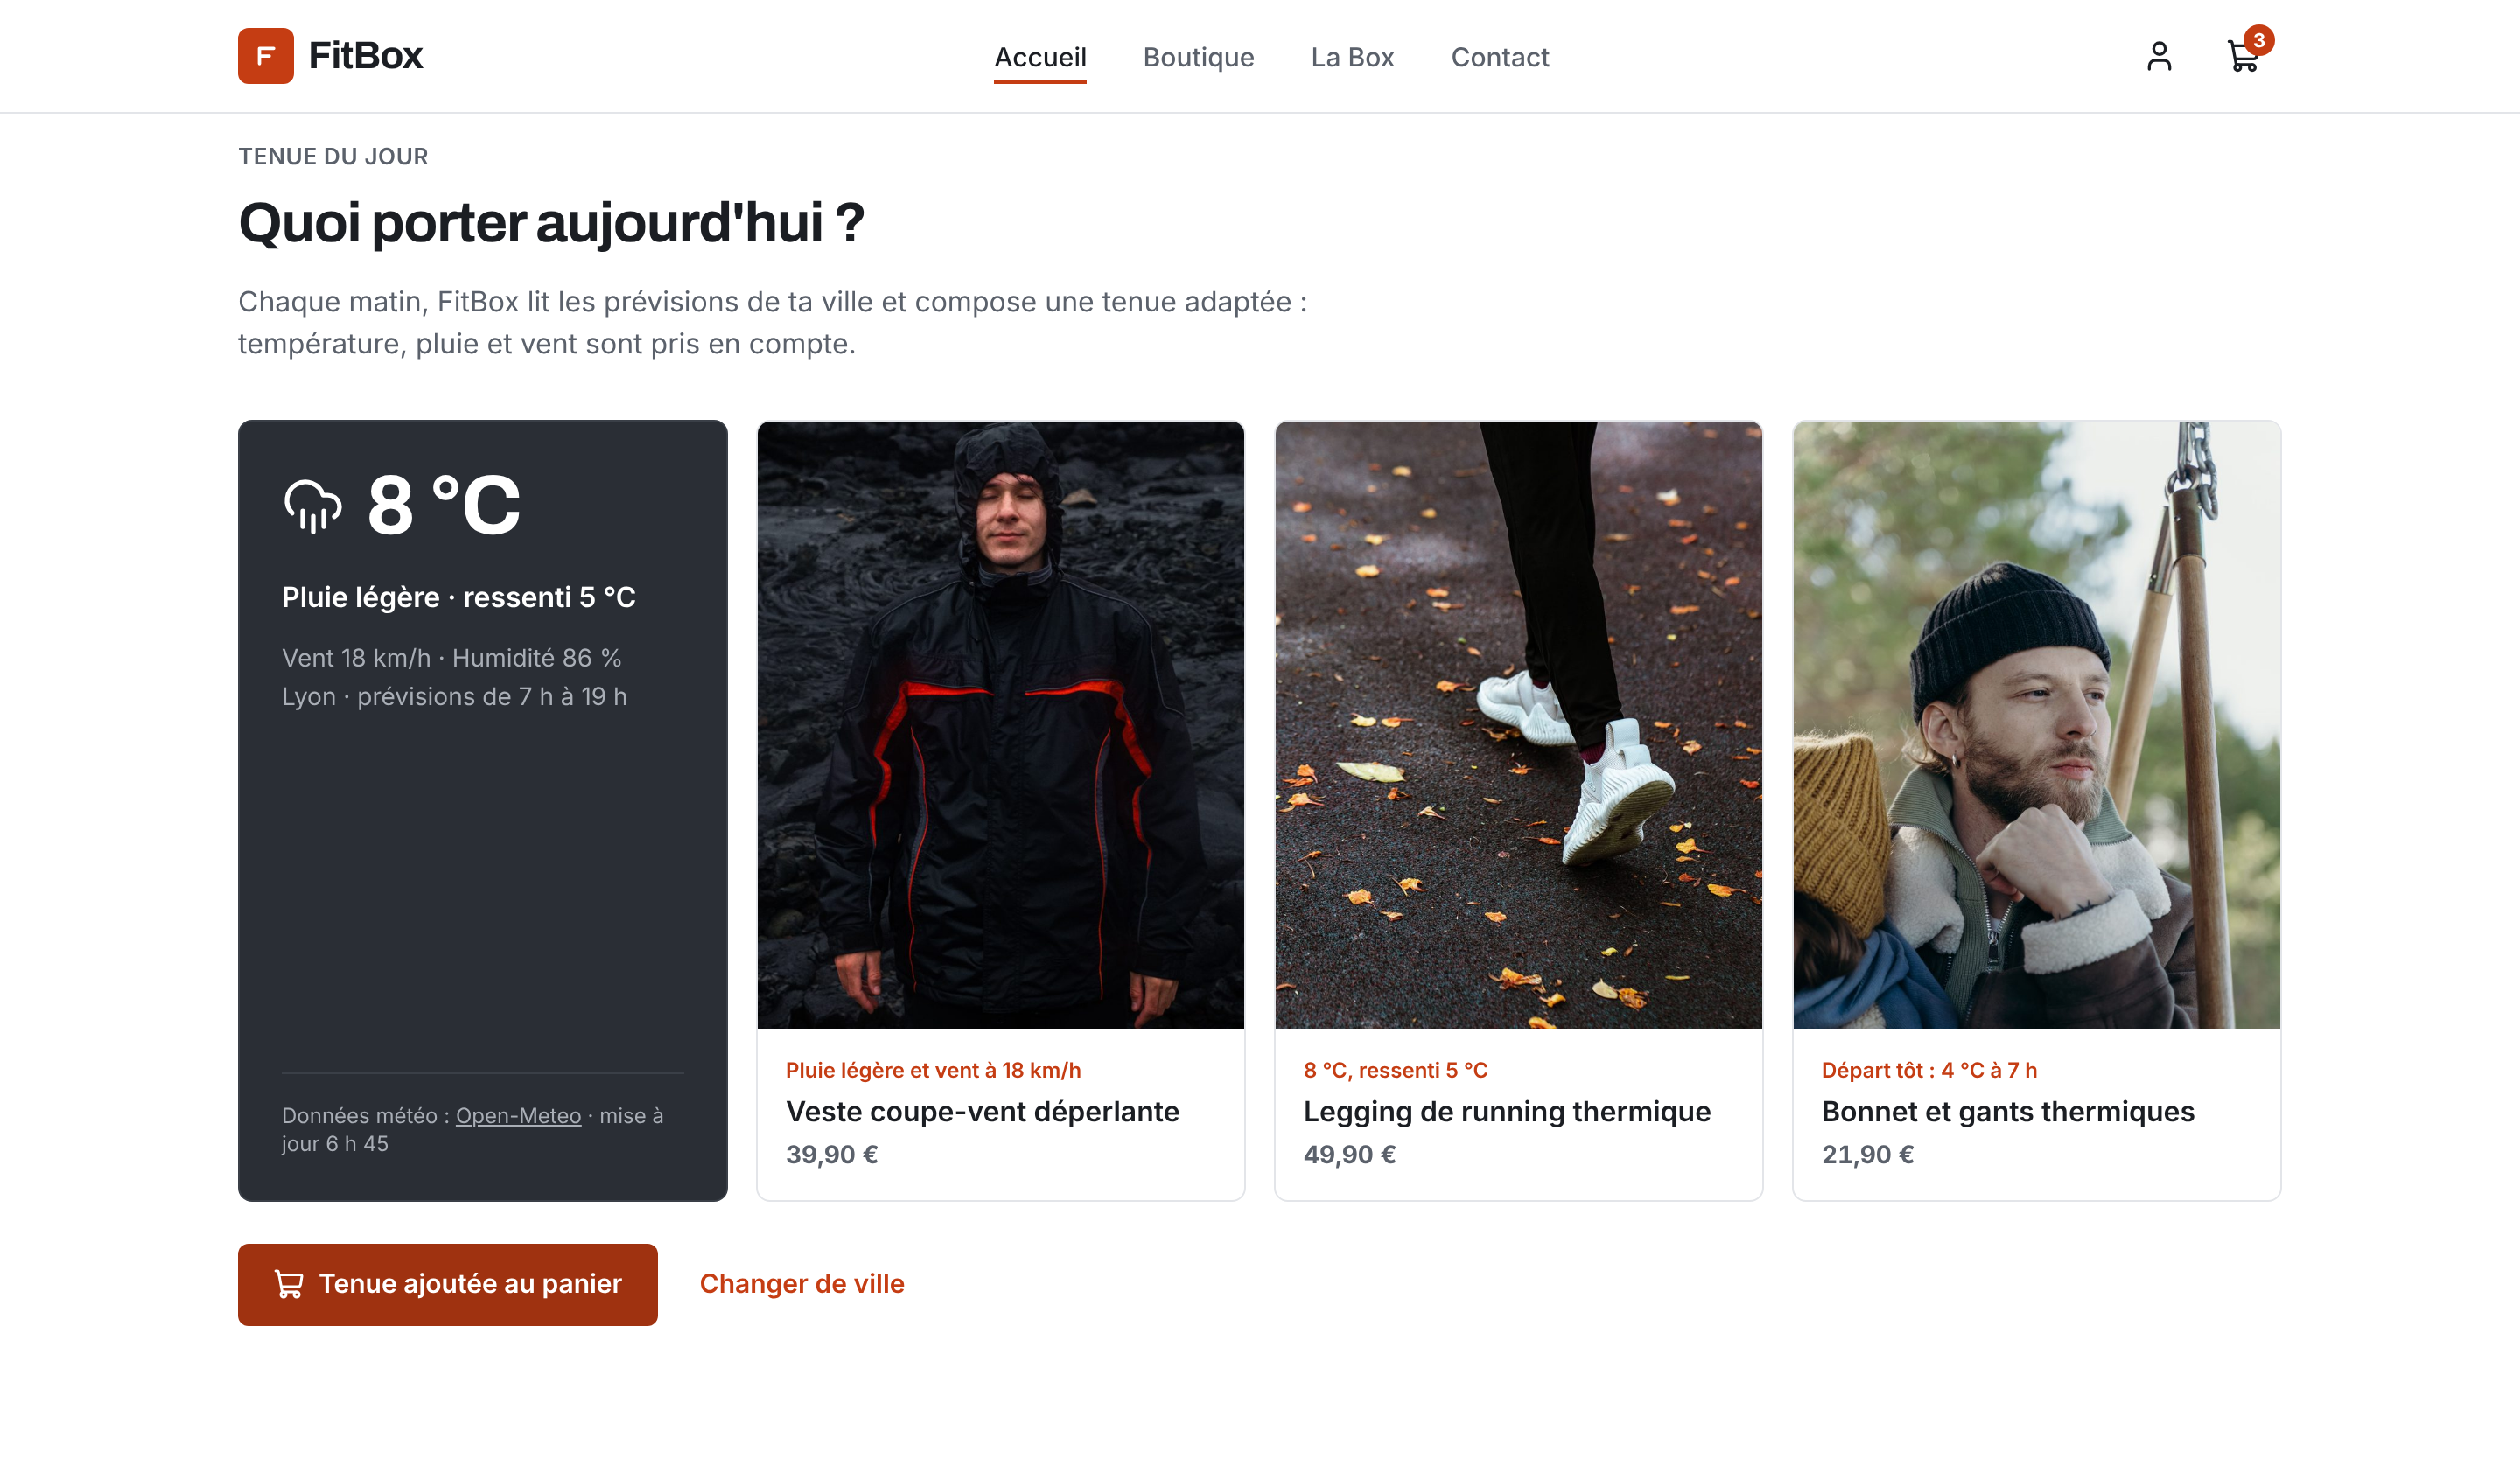 FitBox
Accueil
Boutique
La Box
Contact
3
TENUE DU JOUR
Quoi porter aujourd'hui ?
Chaque matin, FitBox lit les prévisions de ta ville et compose une tenue adaptée :
température, pluie et vent sont pris en compte.
8 °C
Pluie légère · ressenti 5 °C
Vent 18 km/h · Humidité 86 %
Lyon · prévisions de 7 h à 19 h
Données météo : Open-Meteo · mise à
jour 6 h 45
Pluie légère et vent à 18 km/h
Veste coupe-vent déperlante
39,90 €
8 °C, ressenti 5 °C
Legging de running thermique
49,90 €
Départ tôt : 4 °C à 7 h
Bonnet et gants thermiques
21,90 €
Tenue ajoutée au panier
Changer de ville